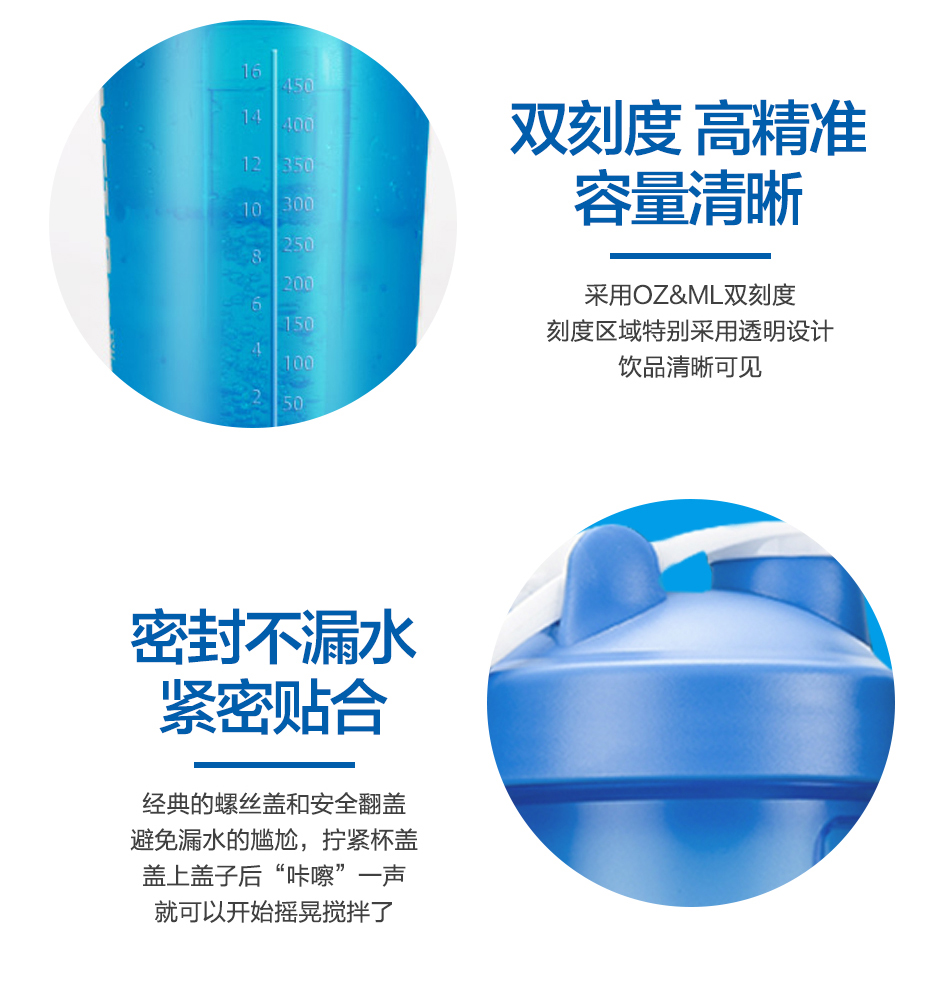 16
450
14
400
12
350
10
300
8
250
200
6
150
4
100
2
50
双刻度 高精准
容量清晰
采用OZ&ML双刻度
刻度区域特别采用透明设计
饮品清晰可见
密封不漏水
紧密贴合
经典的螺丝盖和安全翻盖
避免漏水的尴尬，拧紧杯盖
盖上盖子后“咔嚓”一声
就可以开始摇晃搅拌了